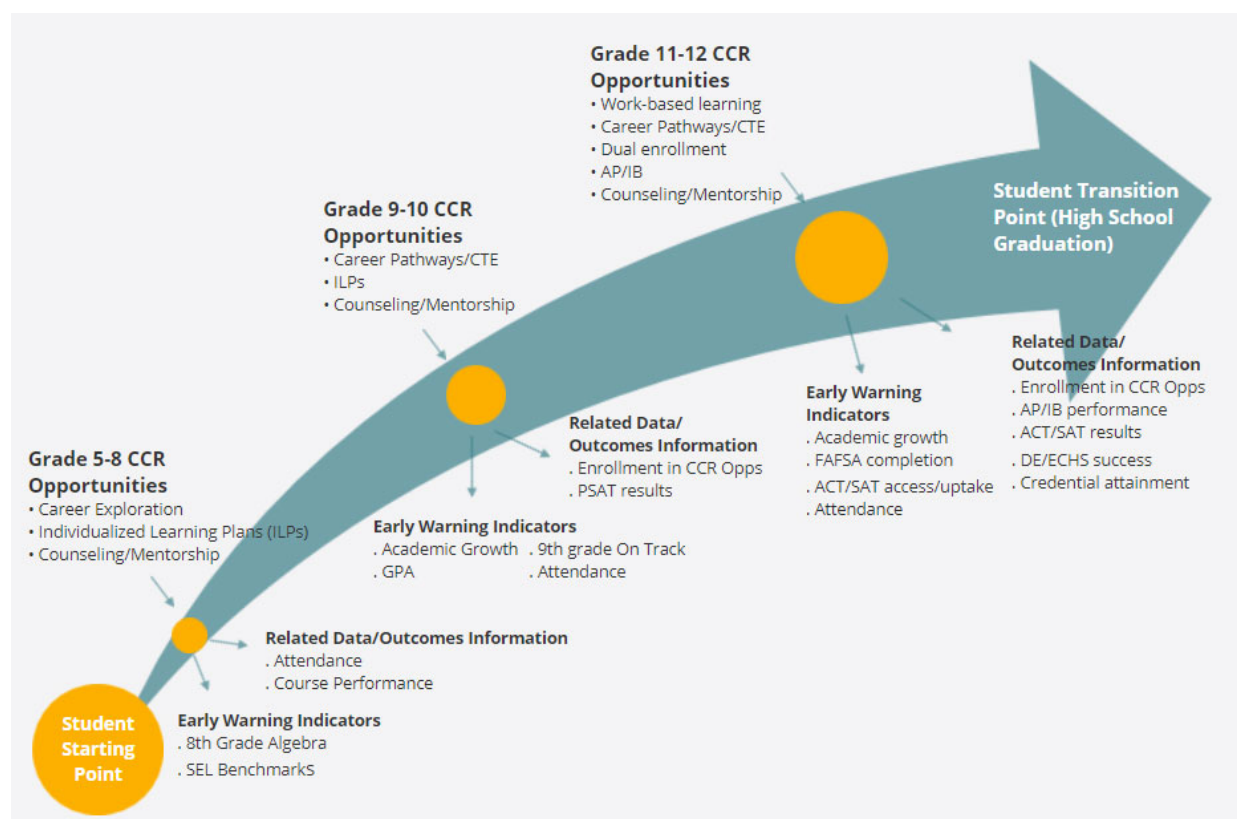 Grade 11-12 CCR
Opportunities
• Work-based learning
• Career Pathways/CTE
• Dual enrollment
• AP/IB
• Counseling/Mentorship
Student Transition
Point (High School
Graduation)
Grade 9-10 CCR
Opportunities
• Career Pathways/CTE
• ILPs
• Counseling/Mentorship
Related Data/
Outcomes Information
. Enrollment in CCR Opps
. AP/IB performance
. ACT/SAT results
. DE/ECHS success
. Credential attainment
Early Warning
Indicators
. Academic growth
. FAFSA completion
. ACT/SAT access/uptake
. Attendance
Related Data/
Outcomes Information
. Enrollment in CCR Opps
. PSAT results
Early Warning Indicators
. Academic Growth . 9th grade On Track
. GPA . Attendance
Grade 5-8 CCR
Opportunities
• Career Exploration
• Individualized Learning Plans (ILPs)
• Counseling/Mentorship
Related Data/Outcomes Information
. Attendance
. Course Performance
Early Warning Indicators
. 8th Grade Algebra
. SEL Benchmarks
Student
Starting
Point